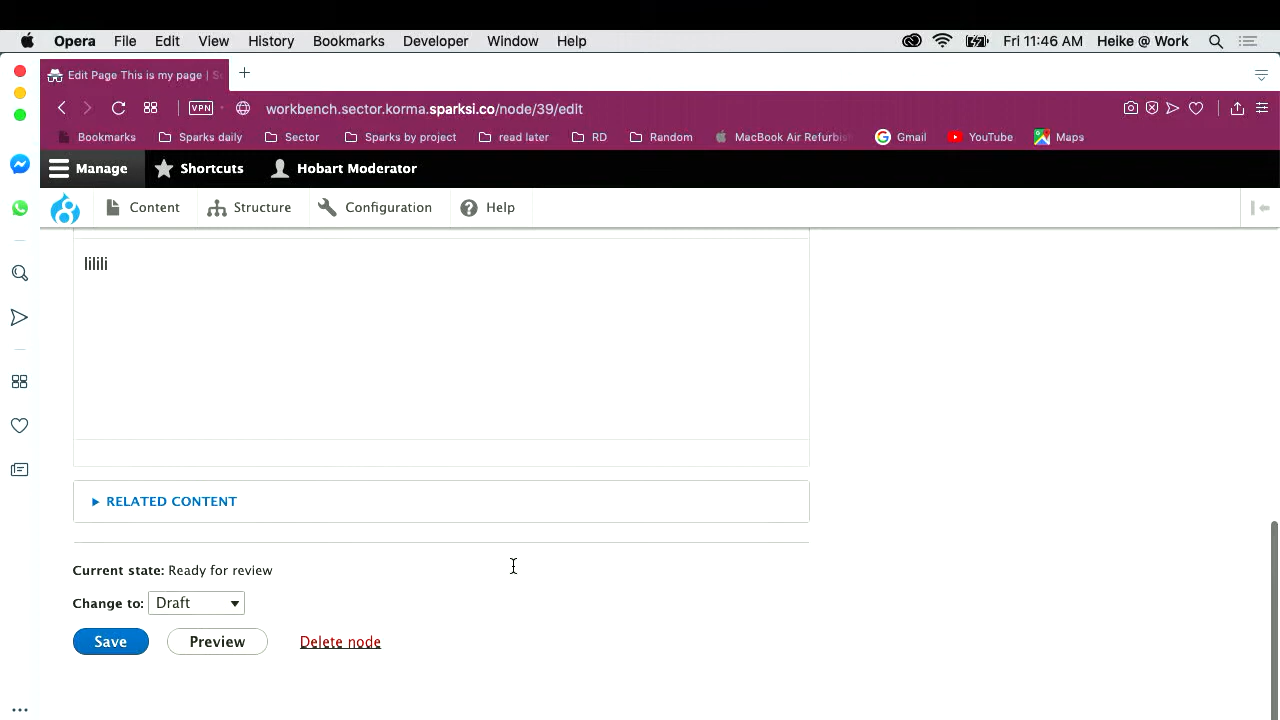 Opera File Edit View History Bookmarks Developer Window Help Fri 11:46 AM Heike @ Work
Edit Page This is my page |
VPN workbench.sector.korma.sparksi.co/node/39/edit
Bookmarks Sparks daily Sector Sparks by project read later RD Random MacBook Air Refurbis Gmail YouTube Maps
Manage Shortcuts Hobart Moderator
Content Structure Configuration Help
lilili
RELATED CONTENT
Current state: Ready for review
Change to: Draft
Save Preview Delete node